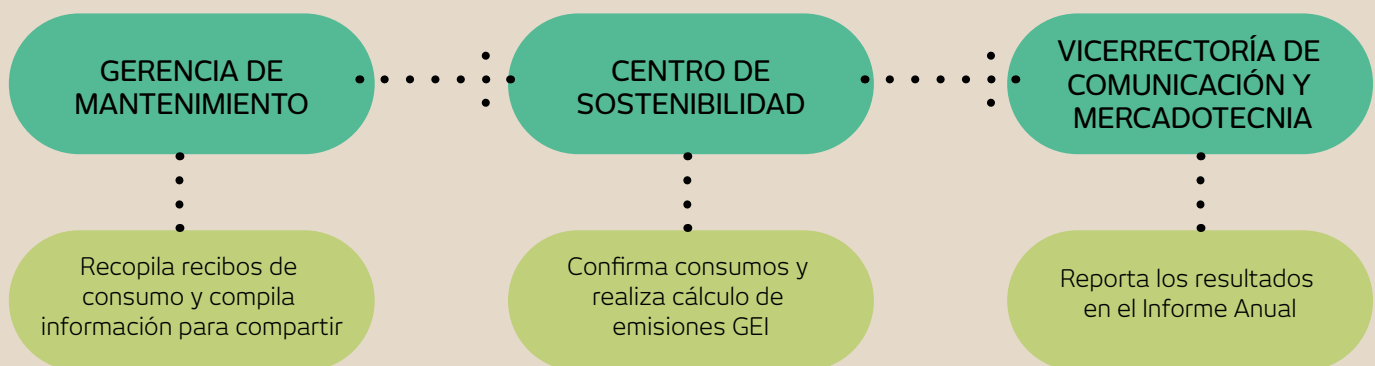 GERENCIA DE
MANTENIMIENTO
CENTRO DE
SOSTENIBILIDAD
VICERRECTORÍA DE
COMUNICACIÓN Y
MERCADOTECNIA
Recopila recibos de
consumo y compila
información para compartir
Confirma consumos y
realiza cálculo de
emisiones GEI
Reporta los resultados
en el Informe Anual